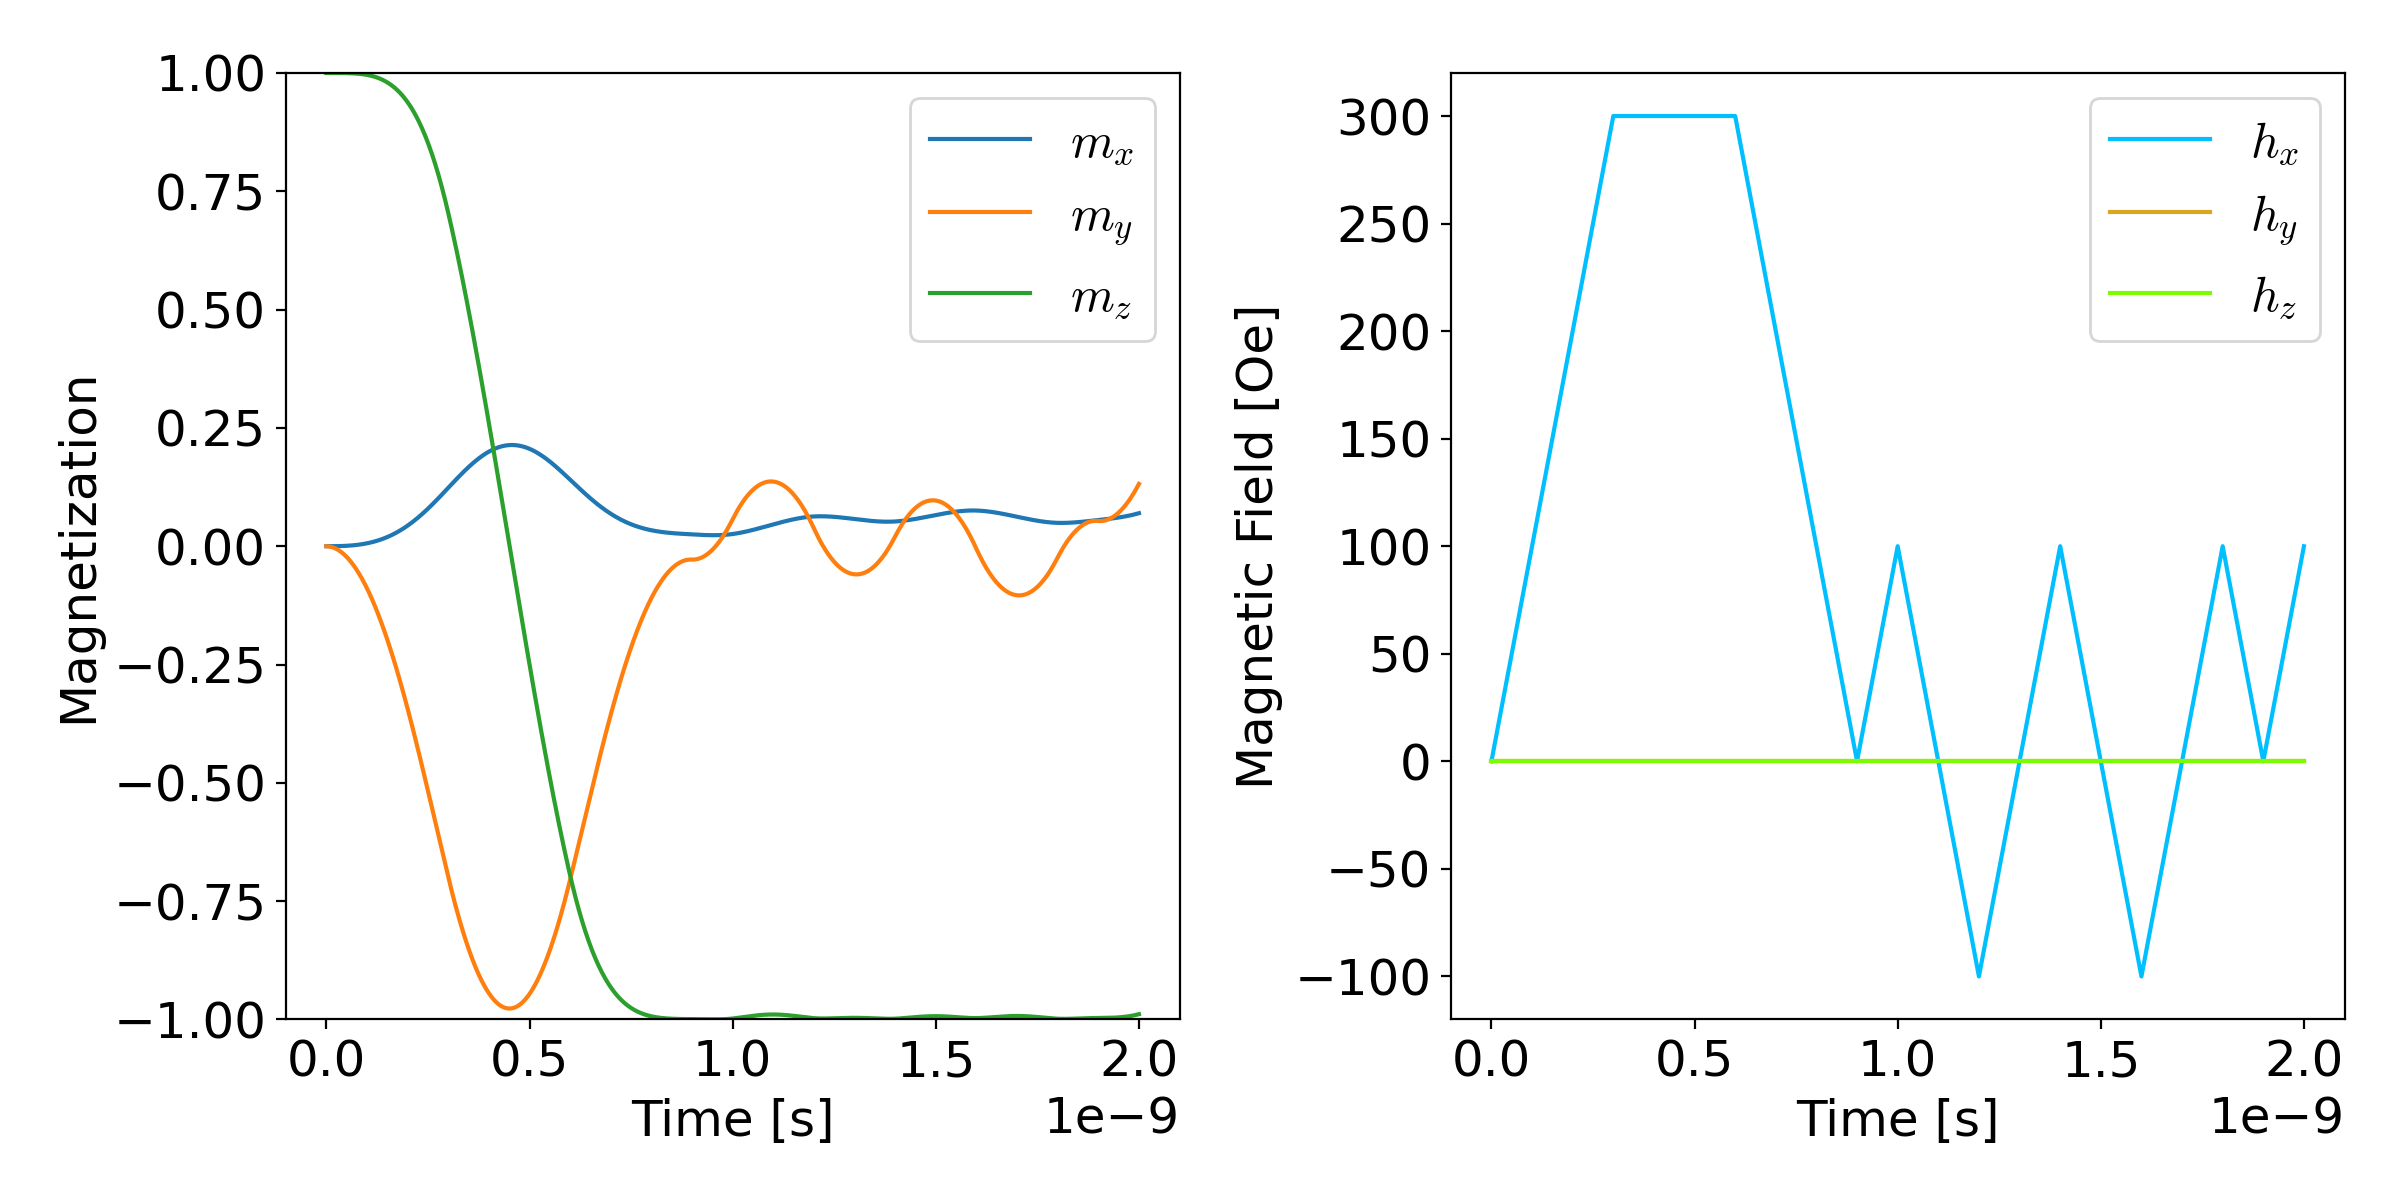 Magnetization
1.00
0.75
0.50
0.25
0.00
−0.25
−0.50
−0.75
−1.00
m_x
m_y
m_z
0.0 0.5 1.0 1.5 2.0
Time [s]
1e−9
Magnetic Field [Oe]
300
250
200
150
100
50
0
−50
−100
h_x
h_y
h_z
0.0 0.5 1.0 1.5 2.0
Time [s]
1e−9